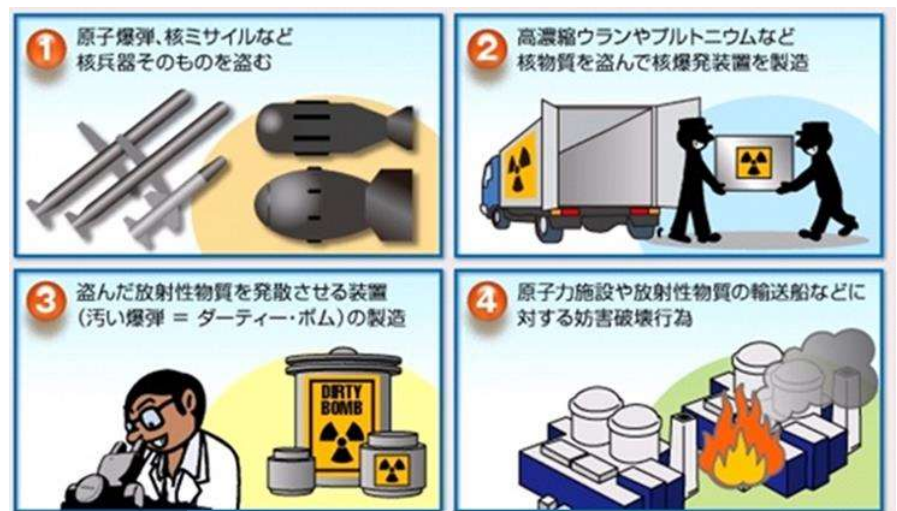 1 原子爆弾、核ミサイルなど
核兵器そのものを盗む
2 高濃縮ウランやプルトニウムなど
核物質を盗んで核爆発装置を製造
3 盗んだ放射性物質を発散させる装置
(汚い爆弾 = ダーティー・ボム)の製造
DIRTY
BOMB
4 原子力施設や放射性物質の輸送船などに
対する妨害破壊行為